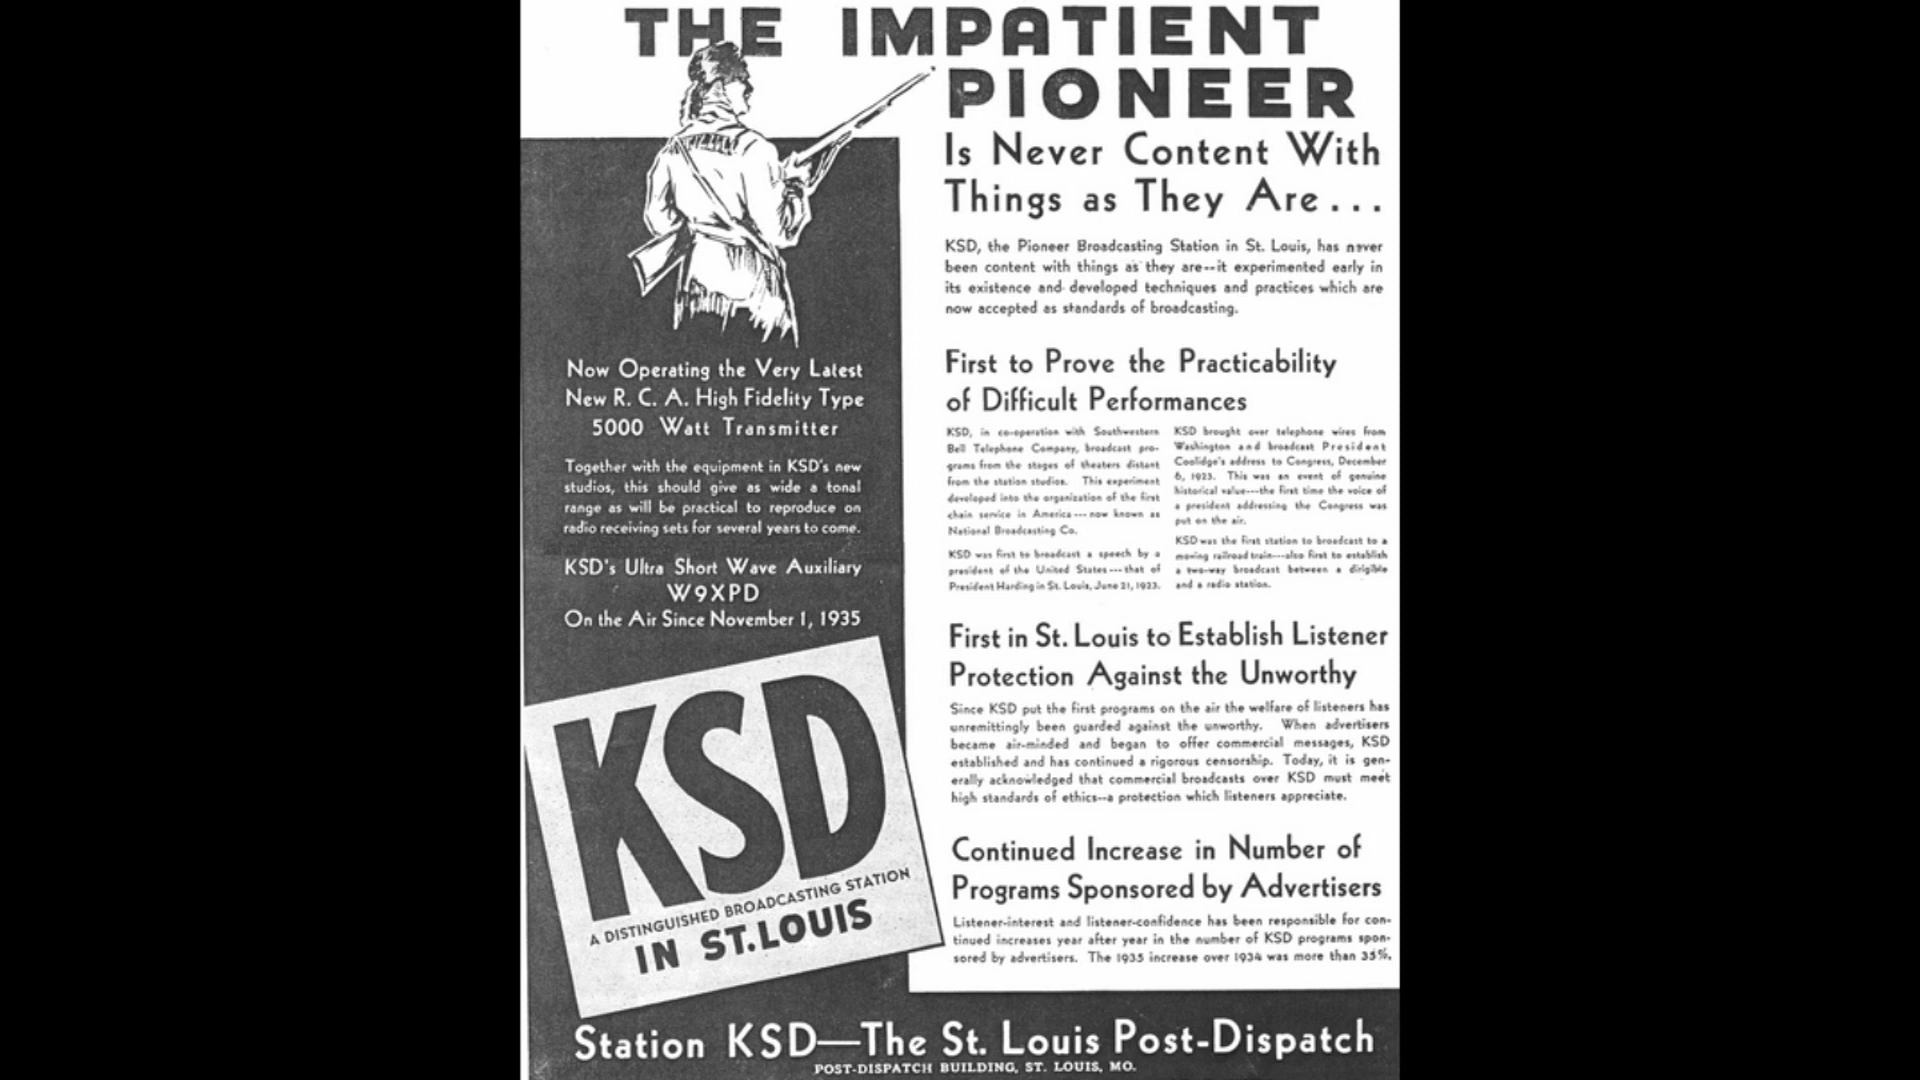 THE IMPATIENT
PIONEER
Is Never Content With
Things as They Are...
KSD, the Pioneer Broadcasting Station in St. Louis, has never
been content with things as they are--it experimented early in
its existence and developed techniques and practices which are
now accepted as standards of broadcasting.
First to Prove the Practicability
of Difficult Performances
KSD, in co-operation with Southwestern
Bell Telephone Company, broadcast pro-
grams from the stages of theaters distant
from the station studios. This experiment
developed into the organization of the first
chain service in America---now known as
National Broadcasting Co.
KSD was first to broadcast a speech by a
president of the United States---that of
President Harding in St. Louis, June 21, 1923.
KSD brought over telephone wires from
Washington and broadcast President
Coolidge's address to Congress, December
6, 1923. This was an event of genuine
historical value---the first time the voice of
a president addressing the Congress was
put on the air.
KSD was the first station to broadcast to a
moving railroad train---also first to establish
a two-way broadcast between a dirigible
and a radio station.
First in St. Louis to Establish Listener
Protection Against the Unworthy
Since KSD put the first programs on the air the welfare of listeners has
unremittingly been guarded against the unworthy. When advertisers
became air-minded and began to offer commercial messages, KSD
established and has continued a rigorous censorship. Today, it is gen-
erally acknowledged that commercial broadcasts over KSD must meet
high standards of ethics--a protection which listeners appreciate.
Continued Increase in Number of
Programs Sponsored by Advertisers
Listener-interest and listener-confidence has been responsible for con-
tinued increases year after year in the number of KSD programs spon-
sored by advertisers. The 1935 increase over 1934 was more than 35%.
Now Operating the Very Latest
New R. C. A. High Fidelity Type
5000 Watt Transmitter
Together with the equipment in KSD's new
studios, this should give as wide a tonal
range as will be practical to reproduce on
radio receiving sets for several years to come.
KSD's Ultra Short Wave Auxiliary
W9XPD
On the Air Since November 1, 1935
KSD
A DISTINGUISHED BROADCASTING STATION
IN ST. LOUIS
Station KSD—The St. Louis Post-Dispatch
POST-DISPATCH BUILDING, ST. LOUIS, MO.